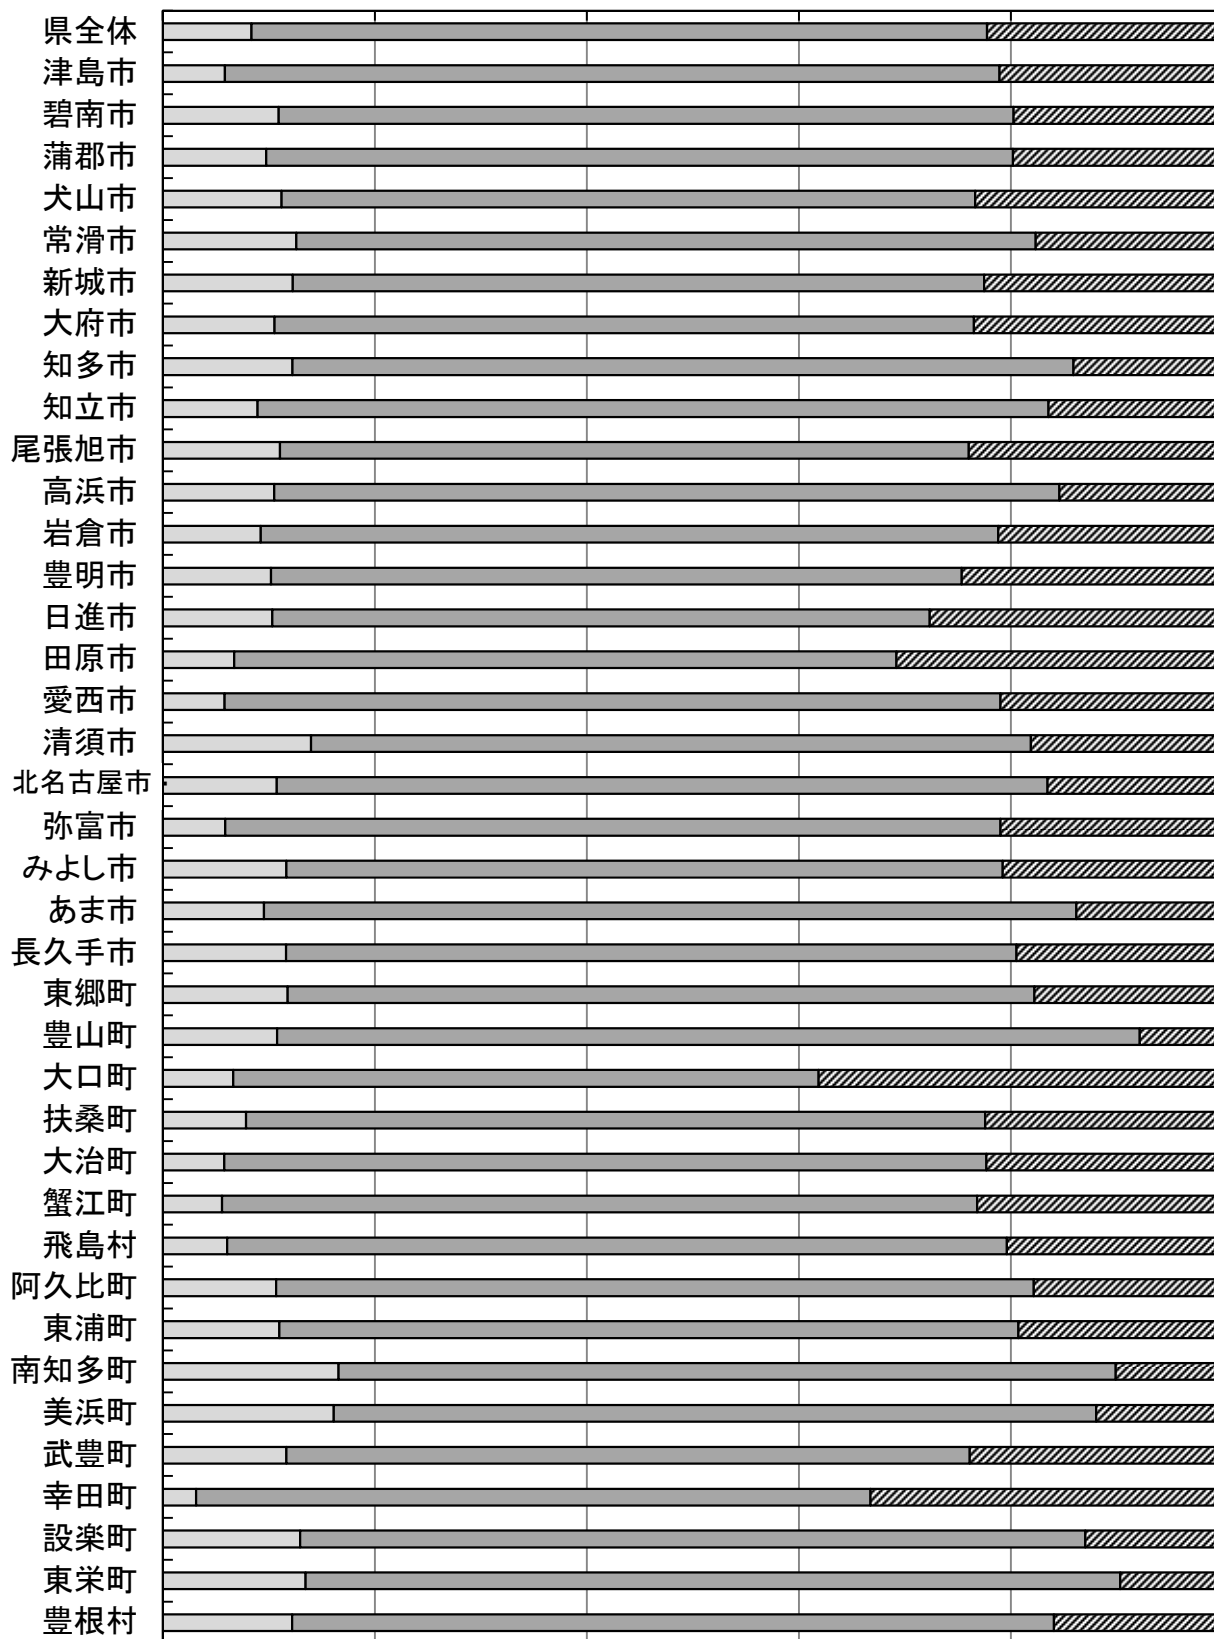 県全体
津島市
碧南市
蒲郡市
犬山市
常滑市
新城市
大府市
知多市
知立市
尾張旭市
高浜市
岩倉市
豊明市
日進市
田原市
愛西市
清須市
北名古屋市
弥富市
みよし市
あま市
長久手市
東郷町
豊山町
大口町
扶桑町
大治町
蟹江町
飛島村
阿久比町
東浦町
南知多町
美浜町
武豊町
幸田町
設楽町
東栄町
豊根村